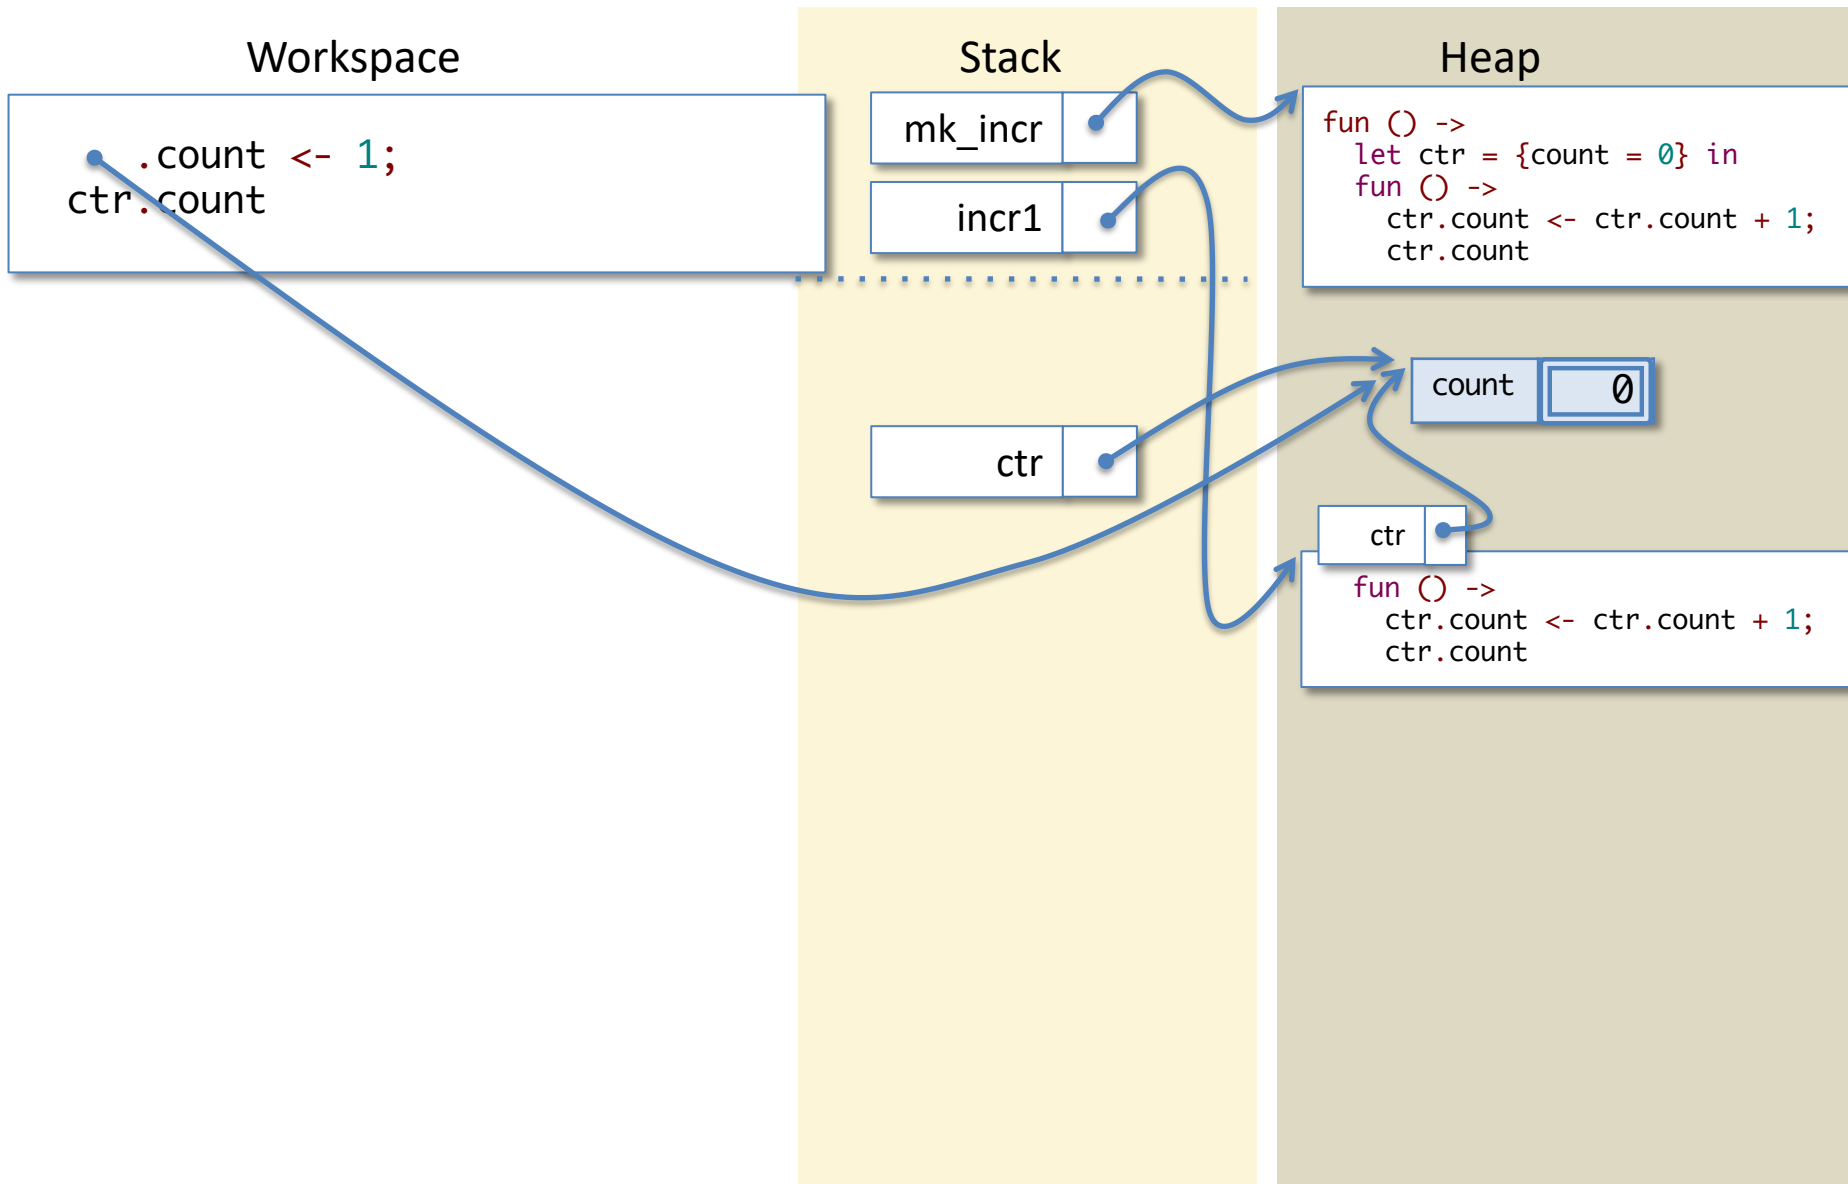 Workspace
.count <- 1;
ctr.count
Stack
mk_incr
incr1
ctr
Heap
fun () ->
let ctr = {count = 0} in
fun () ->
ctr.count <- ctr.count + 1;
ctr.count
count 0
ctr
fun () ->
ctr.count <- ctr.count + 1;
ctr.count